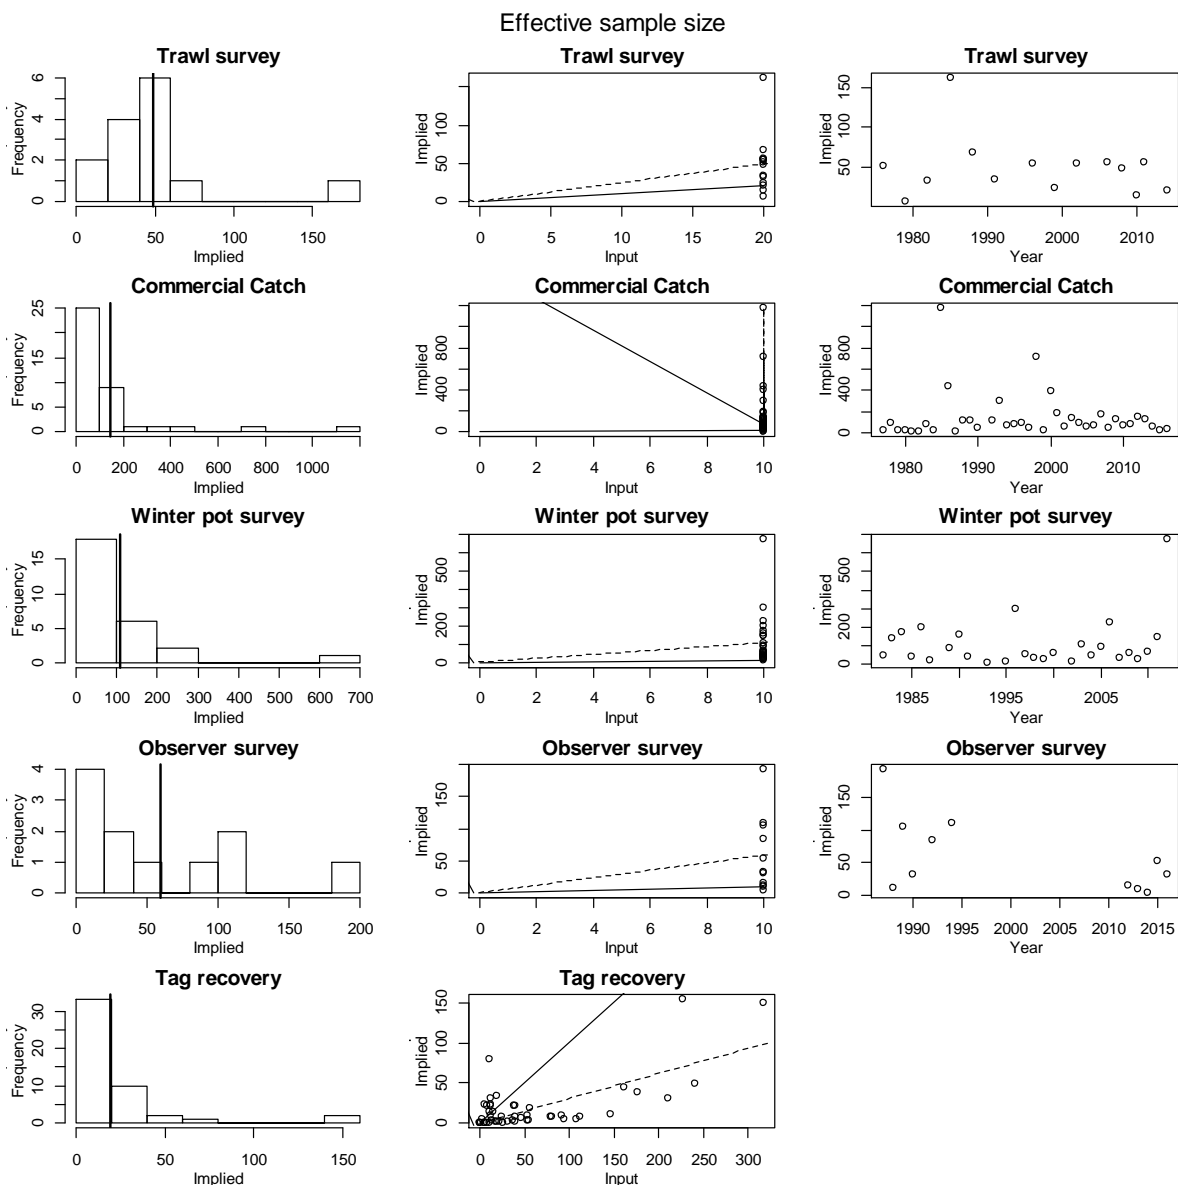 Effective sample size
Trawl survey
Frequency
0 2 4 6
0 50 100 150
Implied
Trawl survey
Implied
0 50 100
0 5 10 15 20
Input
Trawl survey
Implied
50 100 150
1980 1990 2000 2010
Year
Commercial Catch
Frequency
0 5 15 25
0 200 400 600 800 1000
Implied
Commercial Catch
Implied
0 400 800
0 2 4 6 8 10
Input
Commercial Catch
Implied
0 400 800
1980 1990 2000 2010
Year
Winter pot survey
Frequency
0 5 10 15
0 100 200 300 400 500 600 700
Implied
Winter pot survey
Implied
0 200 500
0 2 4 6 8 10
Input
Winter pot survey
Implied
0 200 500
1985 1995 2005
Year
Observer survey
Frequency
0 1 2 3 4
0 50 100 150 200
Implied
Observer survey
Implied
0 50 150
0 2 4 6 8 10
Input
Observer survey
Implied
0 50 150
1990 1995 2000 2005 2010 2015
Year
Tag recovery
Frequency
0 10 20 30
0 50 100 150
Implied
Tag recovery
Implied
0 50 100 150
0 50 100 150 200 250 300
Input